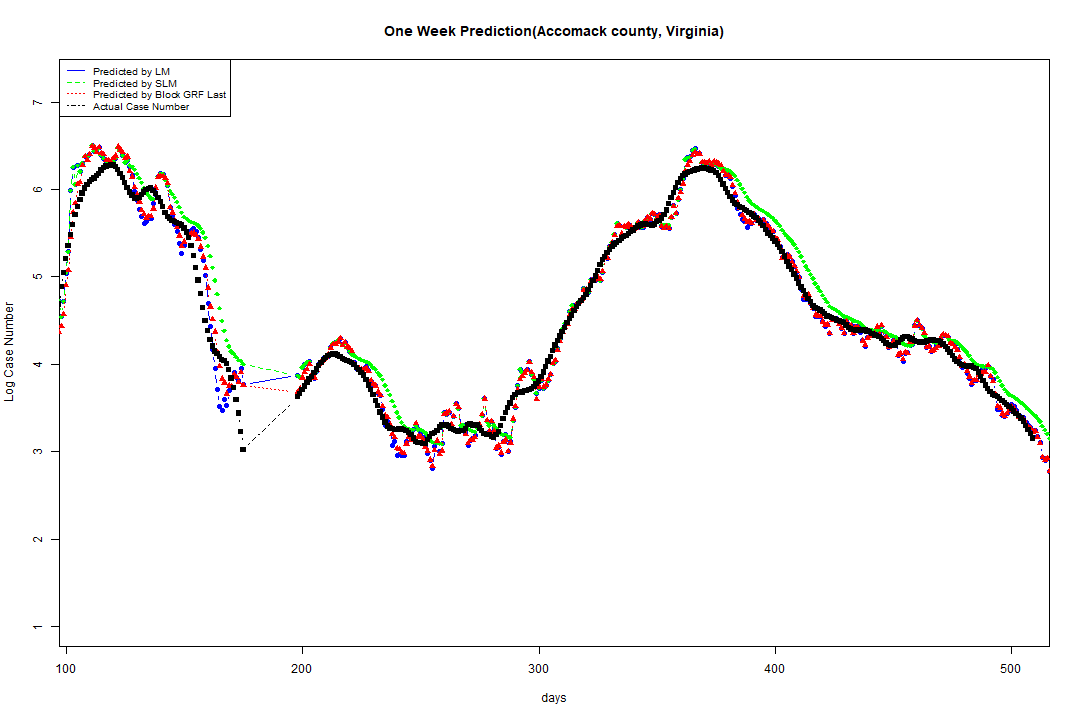 One Week Prediction(Accomack county, Virginia)
Predicted by LM
Predicted by SLM
Predicted by Block GRF Last
Actual Case Number
7
6
5
4
3
2
1
Log Case Number
100 200 300 400 500
days